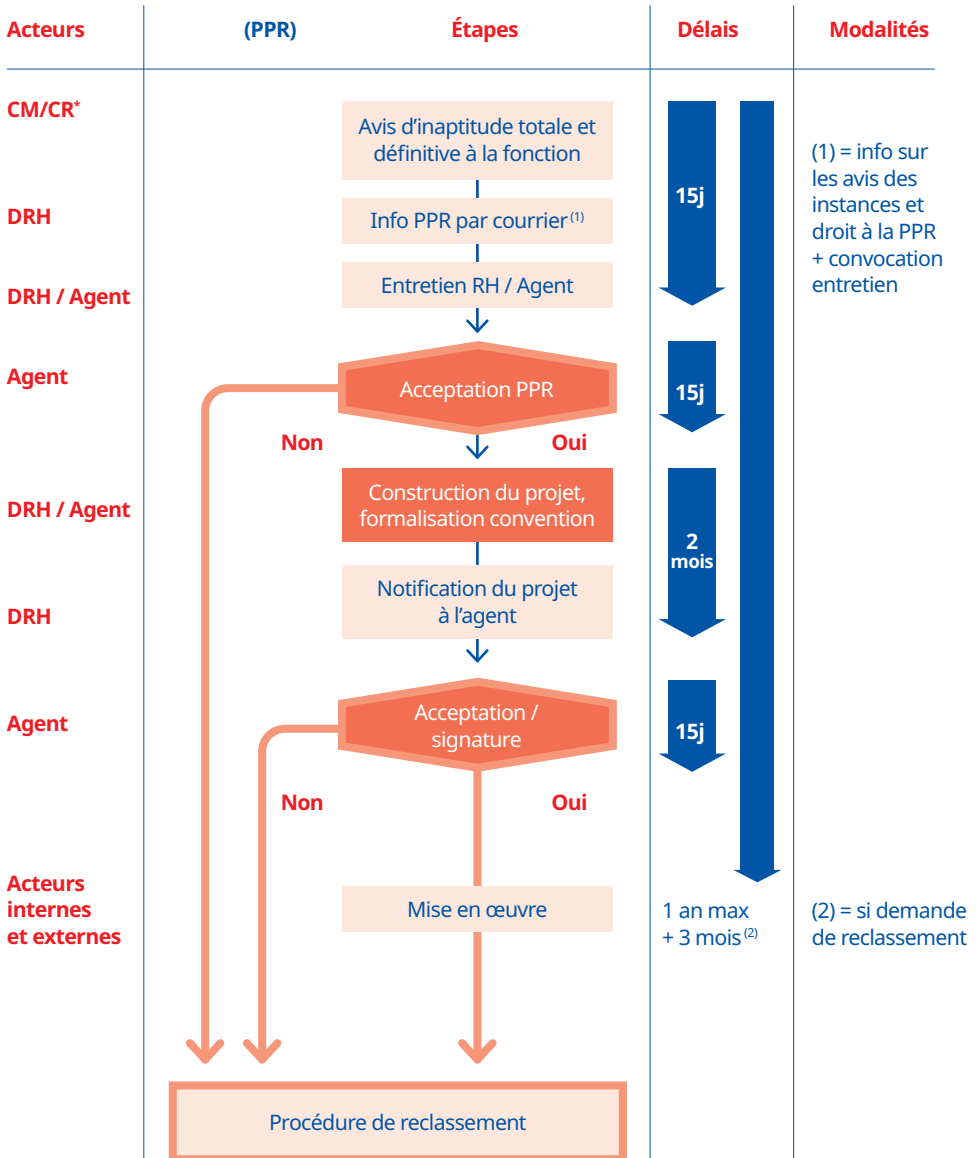 Acteurs
(PPR)
Étapes
Délais
Modalités
CM/CR*
Avis d’inaptitude totale et
définitive à la fonction
15j
(1) = info sur
les avis des
instances et
droit à la PPR
+ convocation
entretien
DRH
Info PPR par courrier (1)
DRH / Agent
Entretien RH / Agent
Agent
Acceptation PPR
15j
Non
Oui
DRH / Agent
Construction du projet,
formalisation convention
2
mois
DRH
Notification du projet
à l’agent
Agent
Acceptation /
signature
15j
Non
Oui
Acteurs
internes
et externes
Mise en œuvre
1 an max
+ 3 mois (2)
(2) = si demande
de reclassement
Procédure de reclassement